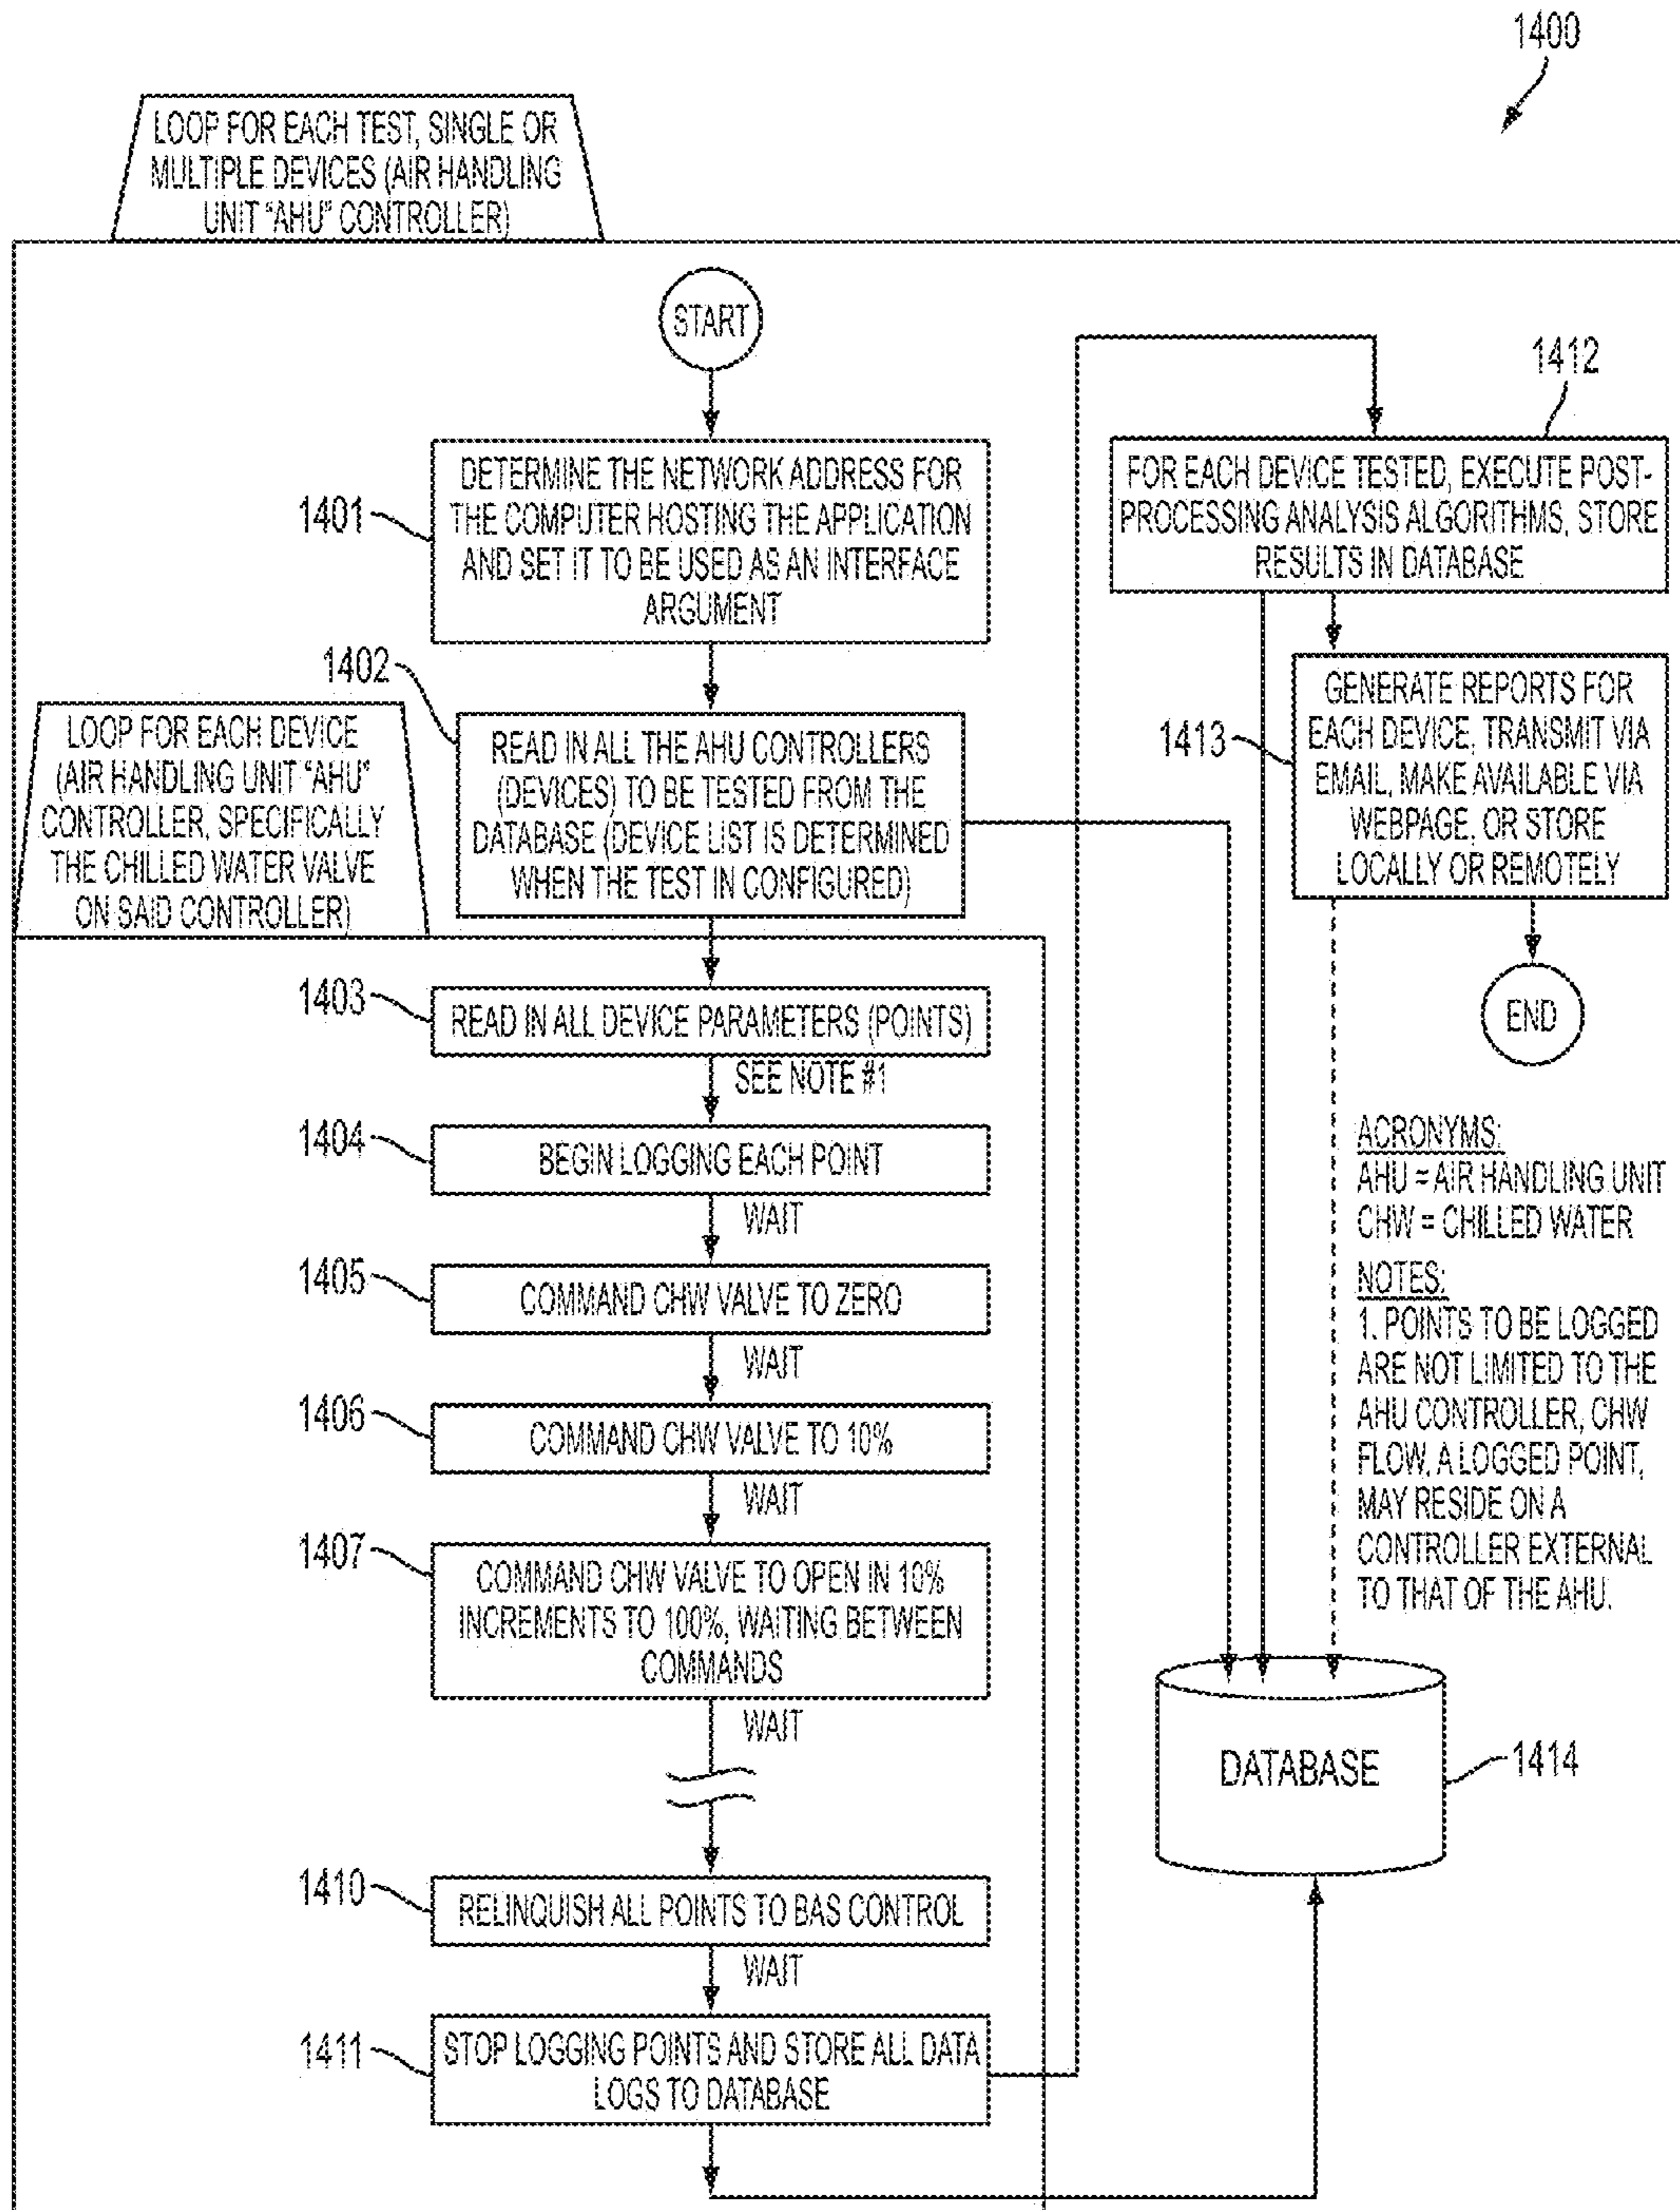 1400
LOOP FOR EACH TEST, SINGLE OR
MULTIPLE DEVICES (AIR HANDLING
UNIT "AHU" CONTROLLER)
START
1401
DETERMINE THE NETWORK ADDRESS FOR
THE COMPUTER HOSTING THE APPLICATION
AND SET IT TO BE USED AS AN INTERFACE
ARGUMENT
1402
READ IN ALL THE AHU CONTROLLERS
(DEVICES) TO BE TESTED FROM THE
DATABASE (DEVICE LIST IS DETERMINED
WHEN THE TEST IN CONFIGURED)
LOOP FOR EACH DEVICE
(AIR HANDLING UNIT "AHU"
CONTROLLER, SPECIFICALLY
THE CHILLED WATER VALVE
ON SAID CONTROLLER)
1403
READ IN ALL DEVICE PARAMETERS (POINTS)
SEE NOTE #1
1404
BEGIN LOGGING EACH POINT
WAIT
1405
COMMAND CHW VALVE TO ZERO
WAIT
1406
COMMAND CHW VALVE TO 10%
WAIT
1407
COMMAND CHW VALVE TO OPEN IN 10%
INCREMENTS TO 100%, WAITING BETWEEN
COMMANDS
WAIT
1410
RELINQUISH ALL POINTS TO BAS CONTROL
WAIT
1411
STOP LOGGING POINTS AND STORE ALL DATA
LOGS TO DATABASE
1412
FOR EACH DEVICE TESTED, EXECUTE POST-
PROCESSING ANALYSIS ALGORITHMS, STORE
RESULTS IN DATABASE
1413
GENERATE REPORTS FOR
EACH DEVICE, TRANSMIT VIA
EMAIL, MAKE AVAILABLE VIA
WEBPAGE, OR STORE
LOCALLY OR REMOTELY
END
ACRONYMS:
AHU = AIR HANDLING UNIT
CHW = CHILLED WATER
NOTES:
1. POINTS TO BE LOGGED
ARE NOT LIMITED TO THE
AHU CONTROLLER, CHW
FLOW, A LOGGED POINT,
MAY RESIDE ON A
CONTROLLER EXTERNAL
TO THAT OF THE AHU.
DATABASE
1414